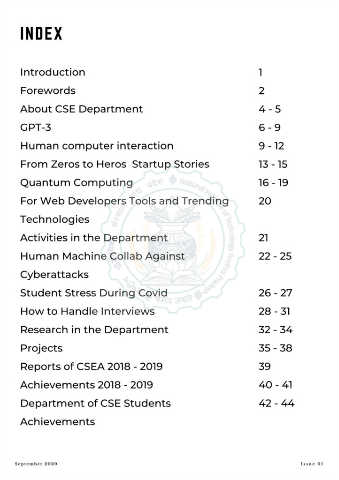 INDEX
Introduction 1
Forewords 2
About CSE Department 4 - 5
GPT-3 6 - 9
Human computer interaction 9 - 12
From Zeros to Heros Startup Stories 13 - 15
Quantum Computing 16 - 19
For Web Developers Tools and Trending 20
Technologies
Activities in the Department 21
Human Machine Collab Against 22 - 25
Cyberattacks
Student Stress During Covid 26 - 27
How to Handle Interviews 28 - 31
Research in the Department 32 - 34
Projects 35 - 38
Reports of CSEA 2018 - 2019 39
Achievements 2018 - 2019 40 - 41
Department of CSE Students 42 - 44
Achievements
September 2020 Issue 01